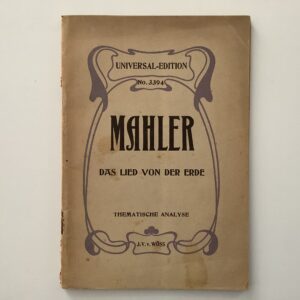 UNIVERSAL-EDITION
No. 3394
MAHLER
DAS LIED VON DER ERDE
THEMATISCHE ANALYSE
J.V. v. WÖSS